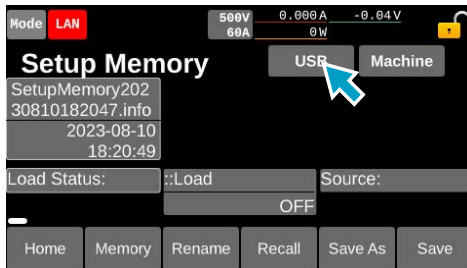 Mode LAN 500V 0.000A -0.04V
60A 0W
Setup Memory USB Machine
SetupMemory202
30810182047.info
2023-08-10
18:20:49
Load Status: ::Load Source:
OFF
Home Memory Rename Recall Save As Save